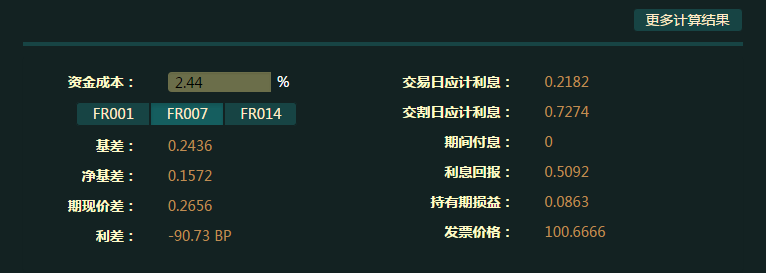 更多计算结果
资金成本： 2.44 % 交易日应计利息： 0.2182
FR001 FR007 FR014 交割日应计利息： 0.7274
基差： 0.2436 期间付息： 0
净基差： 0.1572 利息回报： 0.5092
期现价差： 0.2656 持有期损益： 0.0863
利差： -90.73 BP 发票价格： 100.6666